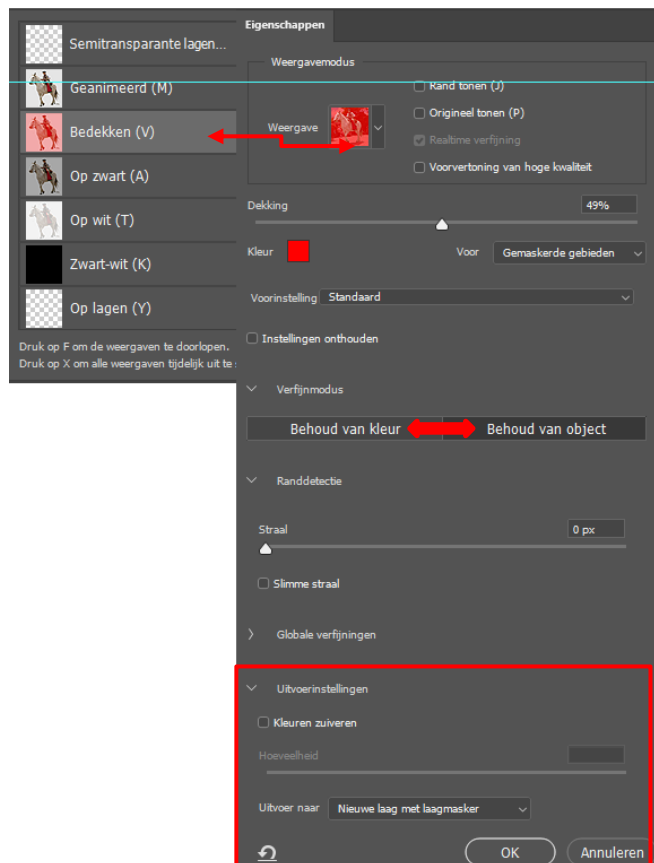 Semitransparante lagen...
Geanimeerd (M)
Bedekken (V)
Op zwart (A)
Op wit (T)
Zwart-wit (K)
Op lagen (Y)
Druk op F om de weergaven te doorlopen.
Druk op X om alle weergaven tijdelijk uit te
Eigenschappen
Weergavemodus
Rand tonen (J)
Origineel tonen (P)
Weergave
Realtime verfijning
Voorvertoning van hoge kwaliteit
Dekking 49%
Kleur Voor Gemaskerde gebieden
Voorinstelling Standaard
Instellingen onthouden
Verfijnmodus
Behoud van kleur Behoud van object
Randdetectie
Straal 0 px
Slimme straal
Globale verfijningen
Uitvoerinstellingen
Kleuren zuiveren
Hoeveelheid
Uitvoer naar Nieuwe laag met laagmasker
OK Annuleren